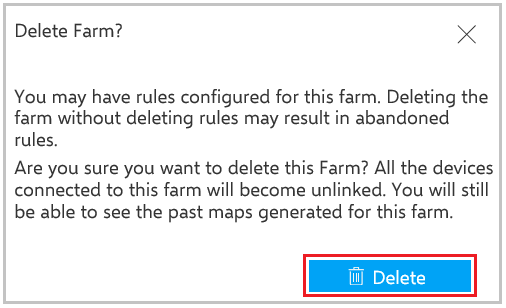 Delete Farm?
You may have rules configured for this farm. Deleting the
farm without deleting rules may result in abandoned
rules.
Are you sure you want to delete this Farm? All the devices
connected to this farm will become unlinked. You will still
be able to see the past maps generated for this farm.
Delete